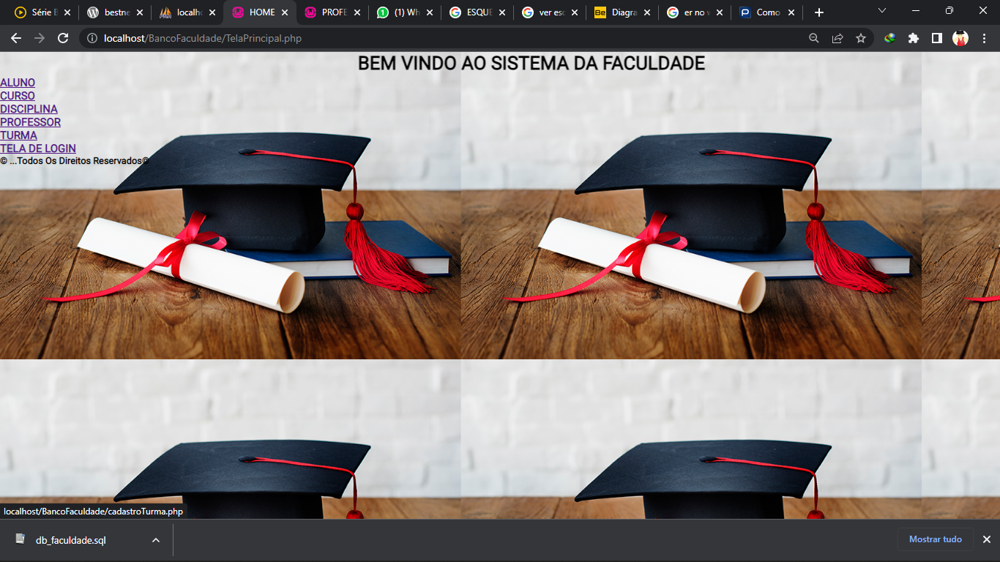 Série B
bestne
localho
HOME
PROFE
(1) Wh
ESQUE
ver esc
Be
Diagra
er no v
Como
localhost/BancoFaculdade/TelaPrincipal.php
BEM VINDO AO SISTEMA DA FACULDADE
ALUNO
CURSO
DISCIPLINA
PROFESSOR
TURMA
TELA DE LOGIN
© ...Todos Os Direitos Reservados©
localhost/BancoFaculdade/cadastroTurma.php
db_faculdade.sql
Mostrar tudo